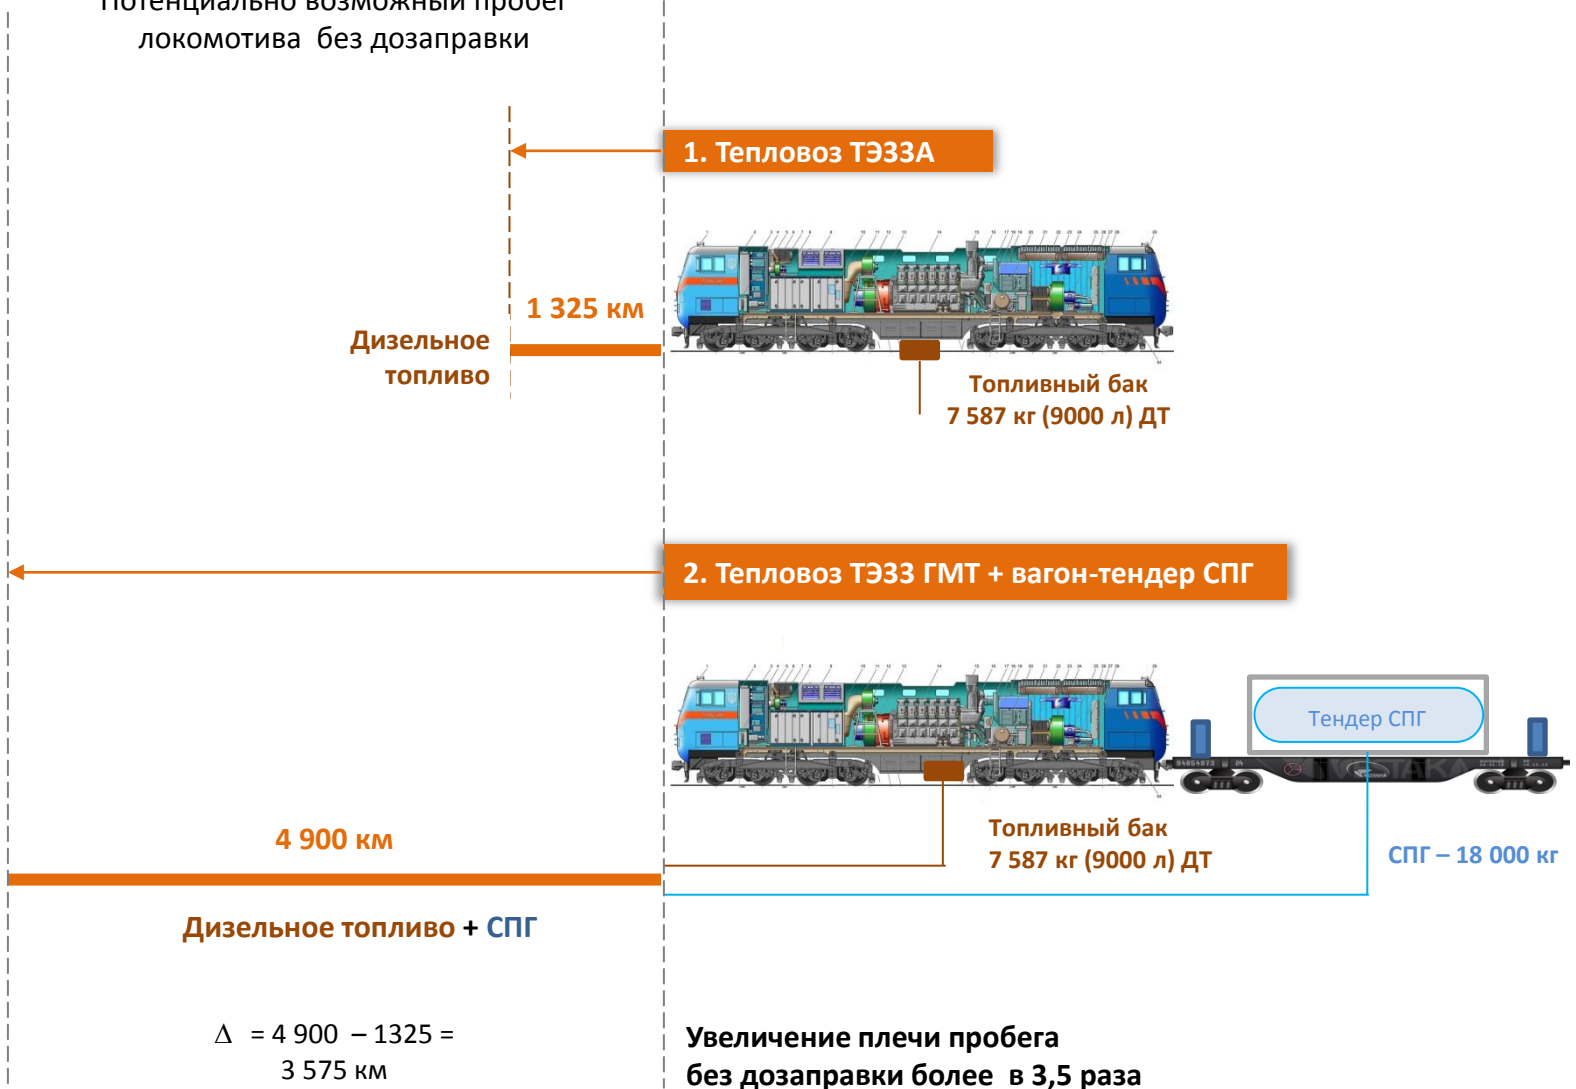 Потенциально возможный пробег
локомотива без дозаправки
1. Тепловоз ТЭ33А
1 325 км
Дизельное
топливо
Топливный бак
7 587 кг (9000 л) ДТ
2. Тепловоз ТЭ33 ГМТ + вагон-тендер СПГ
Тендер СПГ
94854973 24
4 900 км
Топливный бак
7 587 кг (9000 л) ДТ
СПГ – 18 000 кг
Дизельное топливо + СПГ
Δ = 4 900 – 1325 =
3 575 км
Увеличение плечи пробега
без дозаправки более в 3,5 раза